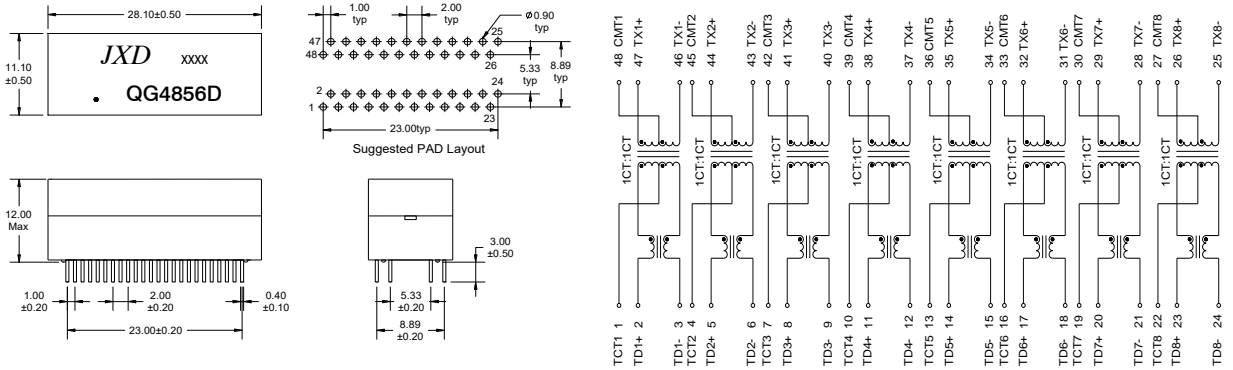 28.10±0.50
11.10
±0.50
JXD XXXX
QG4856D
1.00
typ
2.00
typ
Ø0.90
typ
47
25
48
26
5.33
typ
8.89
typ
2
24
1
23
23.00typ
Suggested PAD Layout
12.00
Max
1.00
±0.20
2.00
±0.20
0.40
±0.10
23.00±0.20
3.00
±0.50
5.33
±0.20
8.89
±0.20
48 CMT1
47 TX1+
46 TX1-
45 CMT2
44 TX2+
43 TX2-
42 CMT3
41 TX3+
40 TX3-
39 CMT4
38 TX4+
37 TX4-
36 CMT5
35 TX5+
34 TX5-
33 CMT6
32 TX6+
31 TX6-
30 CMT7
29 TX7+
28 TX7-
27 CMT8
26 TX8+
25 TX8-
1CT:1CT
1CT:1CT
1CT:1CT
1CT:1CT
1CT:1CT
1CT:1CT
1CT:1CT
1CT:1CT
TCT1 1
TD1+ 2
TD1- 3
TCT2 4
TD2+ 5
TD2- 6
TCT3 7
TD3+ 8
TD3- 9
TCT4 10
TD4+ 11
TD4- 12
TCT5 13
TD5+ 14
TD5- 15
TCT6 16
TD6+ 17
TD6- 18
TCT7 19
TD7+ 20
TD7- 21
TCT8 22
TD8+ 23
TD8- 24